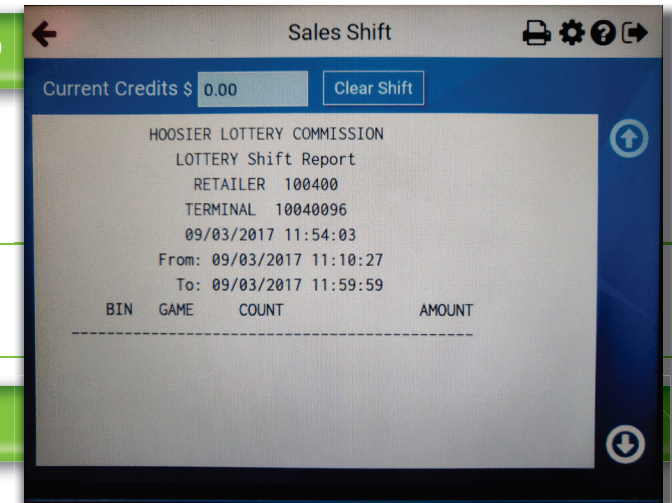 Sales Shift
Current Credits $ 0.00 Clear Shift
HOOSIER LOTTERY COMMISSION
LOTTERY Shift Report
RETAILER 100400
TERMINAL 10040096
09/03/2017 11:54:03
From: 09/03/2017 11:10:27
To: 09/03/2017 11:59:59
BIN GAME COUNT AMOUNT
---------------------------------------------